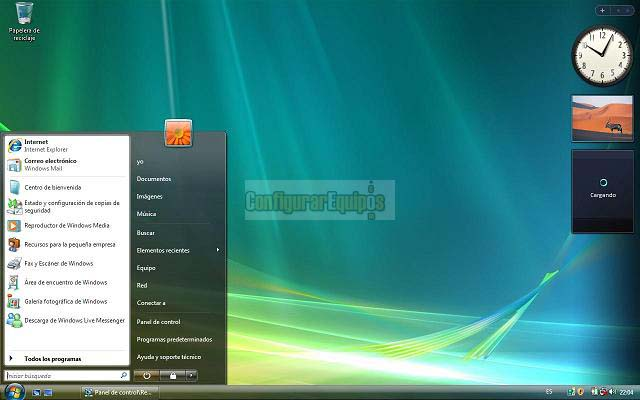 Papelera de
reciclaje
Internet
Internet Explorer
Correo electrónico
Windows Mail
Centro de bienvenida
Estado y configuración de copias de
seguridad
Reproductor de Windows Media
Recursos para la pequeña empresa
Fax y Escáner de Windows
Área de encuentro de Windows
Galería fotográfica de Windows
Descarga de Windows Live Messenger
Todos los programas
Iniciar búsqueda
yo
Documentos
Imágenes
Música
Buscar
Elementos recientes
Equipo
Red
Conectar a
Panel de control
Programas predeterminados
Ayuda y soporte técnico
ConfigurarEquipos
Cargando
Panel de control\Re...
ES
22:04